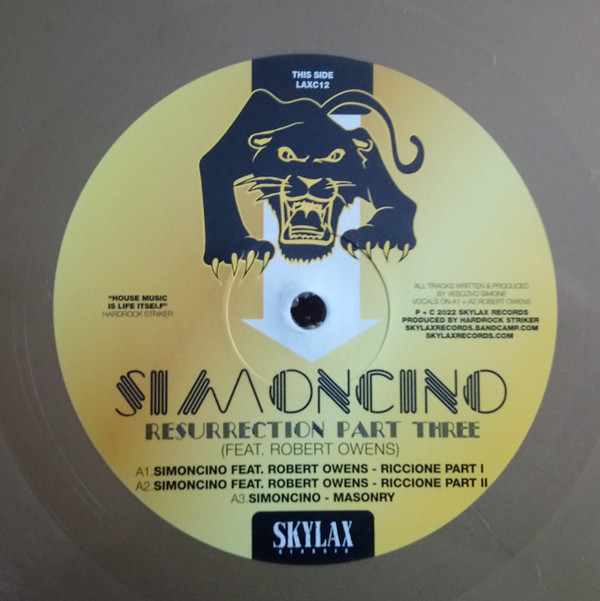 THIS SIDE
LAXC12
"HOUSE MUSIC
IS LIFE ITSELF"
HARDROCK STRIKER
ALL TRACKS WRITTEN & PRODUCED
BY VESCOVO SIMONE
VOCALS ON A1 + A2 ROBERT OWENS
P + C 2022 SKYLAX RECORDS
PRODUCED BY HARDROCK STRIKER
SKYLAXRECORDS.BANDCAMP.COM
SKYLAXRECORDS.COM
SIMONCINO
RESURRECTION PART THREE
(FEAT. ROBERT OWENS)
A1.SIMONCINO FEAT. ROBERT OWENS - RICCIONE PART I
A2.SIMONCINO FEAT. ROBERT OWENS - RICCIONE PART II
A3.SIMONCINO - MASONRY
SKYLAX
CLASSIC